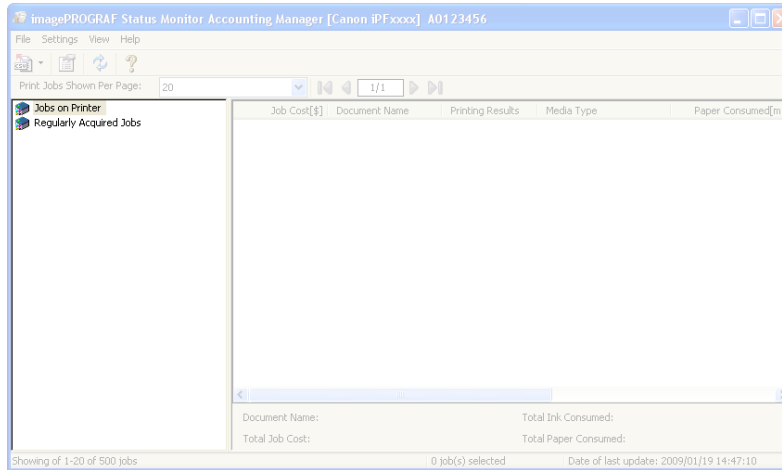 imagePROGRAF Status Monitor Accounting Manager [Canon iPFxxxx] A0123456
File Settings View Help
Print Jobs Shown Per Page: 20 1/1
Jobs on Printer
Regularly Acquired Jobs
Job Cost[$] Document Name Printing Results Media Type Paper Consumed[m
Document Name: Total Ink Consumed:
Total Job Cost: Total Paper Consumed:
Showing of 1-20 of 500 jobs 0 job(s) selected Date of last update: 2009/01/19 14:47:10